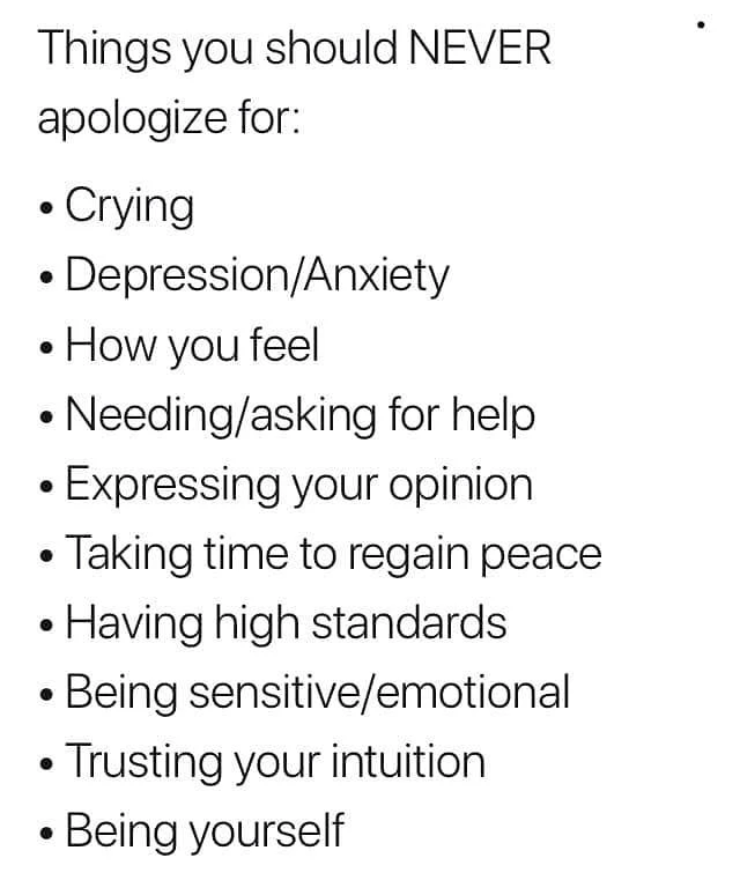 Things you should NEVER
apologize for:
• Crying
• Depression/Anxiety
• How you feel
• Needing/asking for help
• Expressing your opinion
• Taking time to regain peace
• Having high standards
• Being sensitive/emotional
• Trusting your intuition
• Being yourself